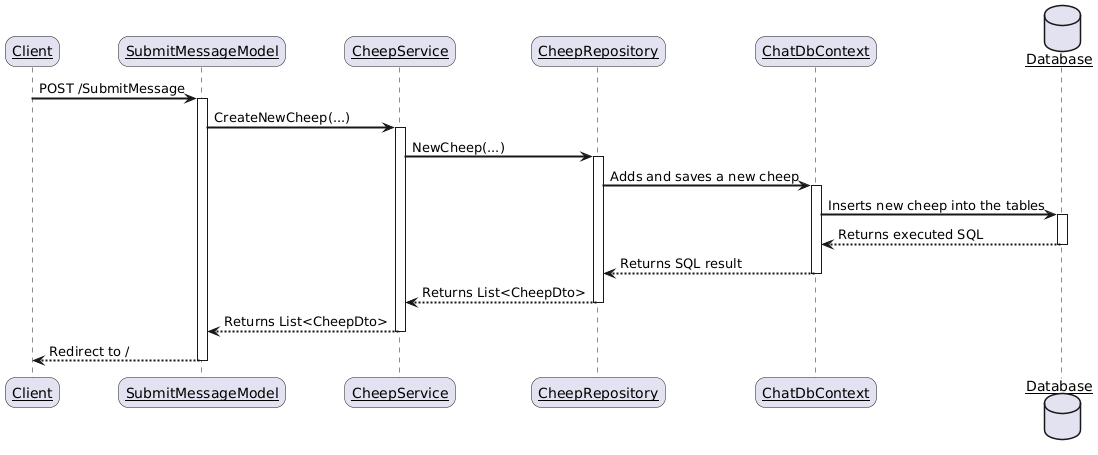 Client
SubmitMessageModel
CheepService
CheepRepository
ChatDbContext
Database
POST /SubmitMessage
CreateNewCheep(...)
NewCheep(...)
Adds and saves a new cheep
Inserts new cheep into the tables
Returns executed SQL
Returns SQL result
Returns List<CheepDto>
Returns List<CheepDto>
Redirect to /
Client
SubmitMessageModel
CheepService
CheepRepository
ChatDbContext
Database